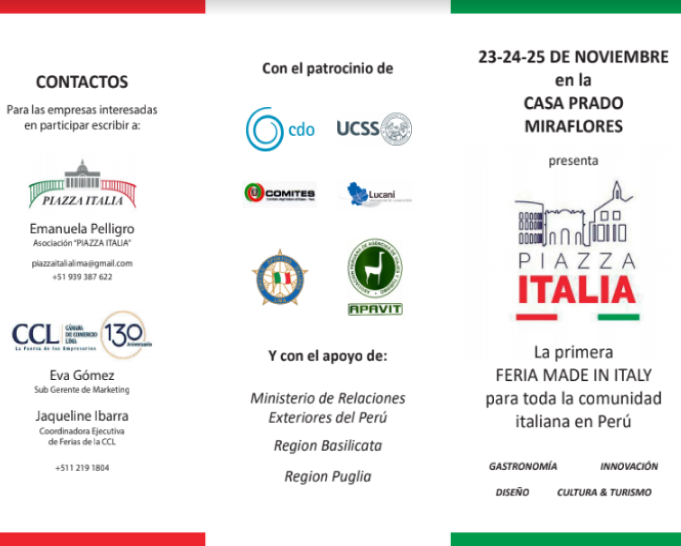 CONTACTOS
Para las empresas interesadas
en participar escribir a:
PIAZZA ITALIA
Emanuela Pelligro
Asociación "PIAZZA ITALIA"
piazzaitalialima@gmail.com
+51 939 387 622
CCL
CÁMARA
DE COMERCIO
LIMA
La Fuerza de los Empresarios
130
Aniversario
Eva Gómez
Sub Gerente de Marketing
Jaqueline Ibarra
Coordinadora Ejecutiva
de Ferias de la CCL
+511 219 1804
Con el patrocinio de
cdo
UCSS
COMITES
Lucani
APAVIT
Y con el apoyo de:
Ministerio de Relaciones
Exteriores del Perú
Region Basilicata
Region Puglia
23-24-25 DE NOVIEMBRE
en la
CASA PRADO
MIRAFLORES
presenta
PIAZZA
ITALIA
La primera
FERIA MADE IN ITALY
para toda la comunidad
italiana en Perú
GASTRONOMÍA INNOVACIÓN
DISEÑO CULTURA & TURISMO